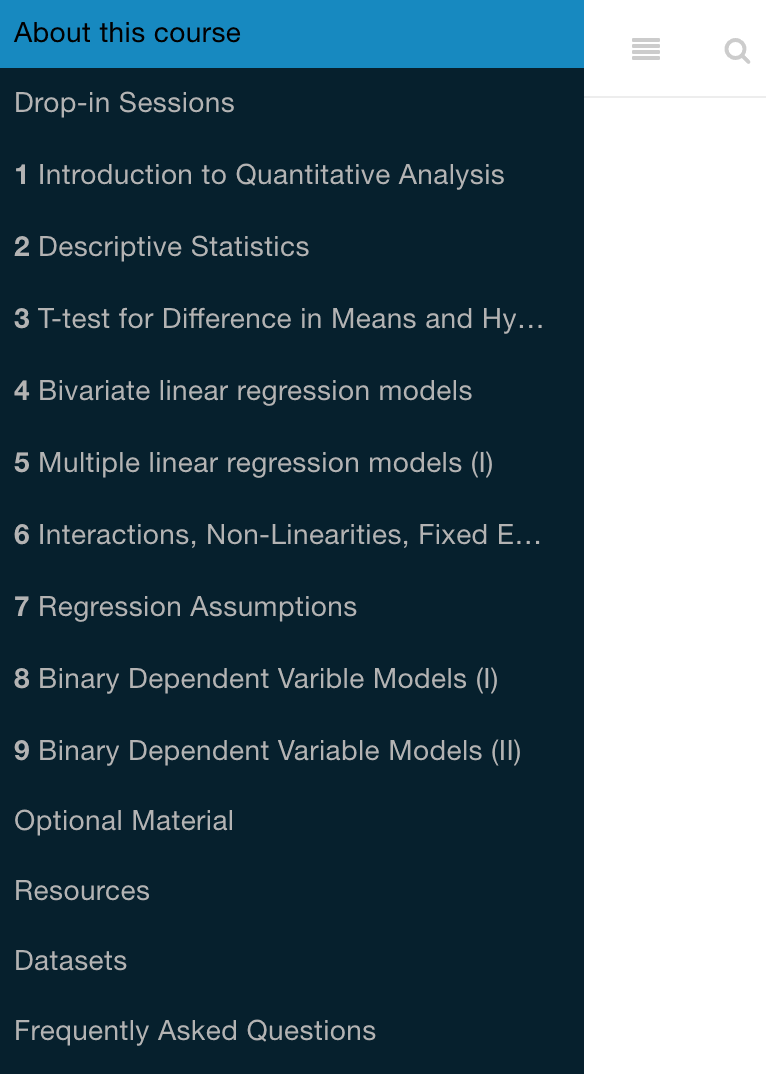 About this course
Drop-in Sessions
1 Introduction to Quantitative Analysis
2 Descriptive Statistics
3 T-test for Difference in Means and Hy…
4 Bivariate linear regression models
5 Multiple linear regression models (I)
6 Interactions, Non-Linearities, Fixed E…
7 Regression Assumptions
8 Binary Dependent Varible Models (I)
9 Binary Dependent Variable Models (II)
Optional Material
Resources
Datasets
Frequently Asked Questions